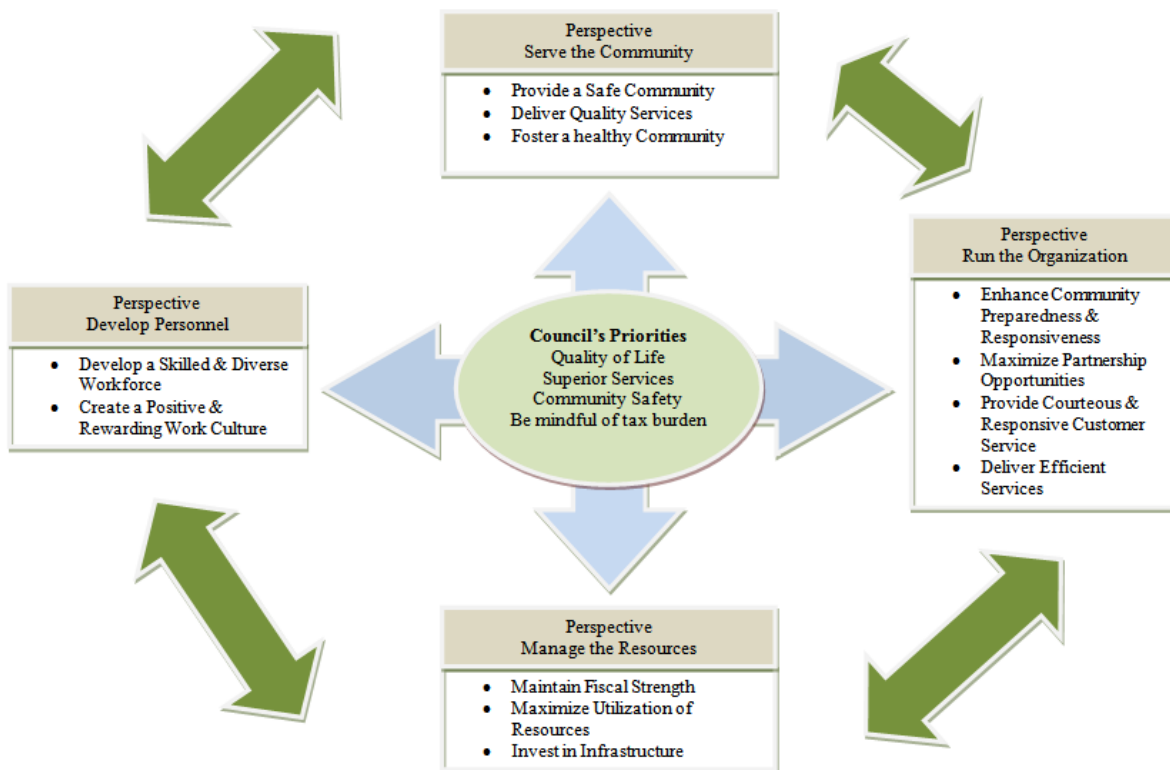 Perspective
Serve the Community
• Provide a Safe Community
• Deliver Quality Services
• Foster a healthy Community
Perspective
Develop Personnel
• Develop a Skilled & Diverse
Workforce
• Create a Positive &
Rewarding Work Culture
Council's Priorities
Quality of Life
Superior Services
Community Safety
Be mindful of tax burden
Perspective
Run the Organization
• Enhance Community
Preparedness &
Responsiveness
• Maximize Partnership
Opportunities
• Provide Courteous &
Responsive Customer
Service
• Deliver Efficient
Services
Perspective
Manage the Resources
• Maintain Fiscal Strength
• Maximize Utilization of
Resources
• Invest in Infrastructure